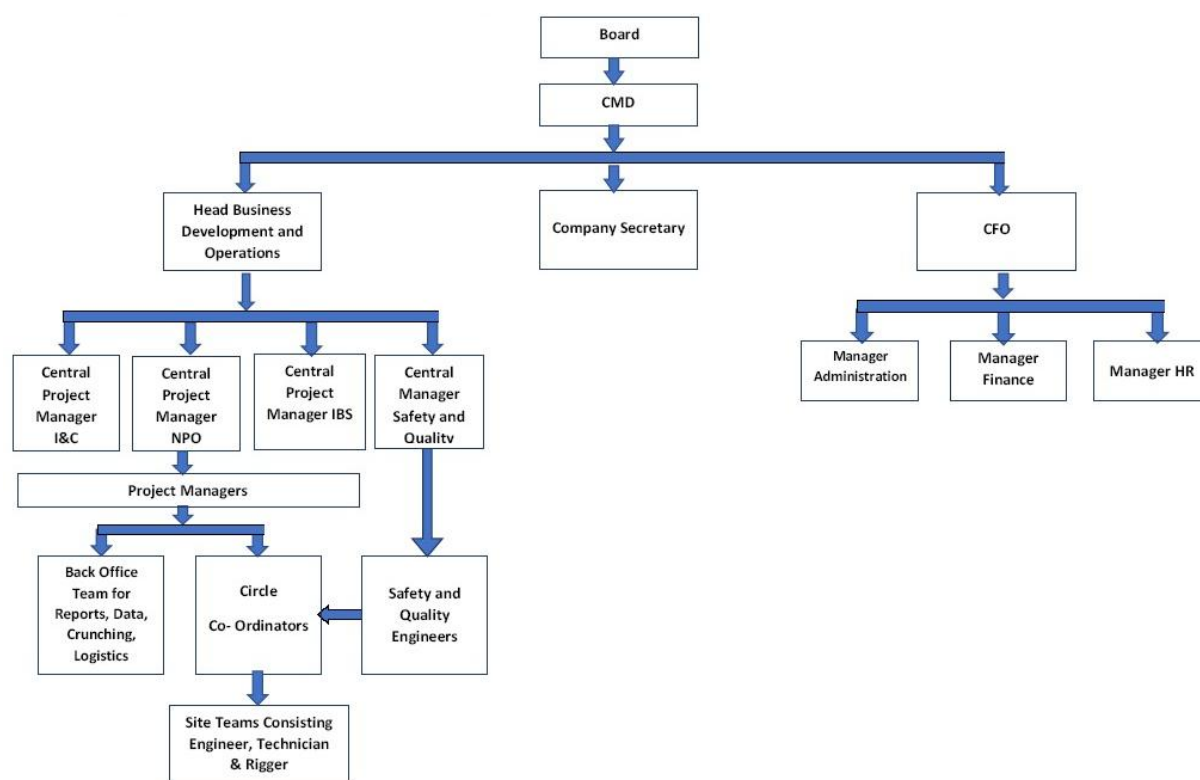 Board
CMD
Head Business
Development and
Operations
Company Secretary
CFO
Central
Project
Manager
I&C
Central
Project
Manager
NPO
Central
Project
Manager IBS
Central
Manager
Safety and
Quality
Manager
Administration
Manager
Finance
Manager HR
Project Managers
Back Office
Team for
Reports, Data,
Crunching,
Logistics
Circle
Co- Ordinators
Safety and
Quality
Engineers
Site Teams Consisting
Engineer, Technician
& Rigger